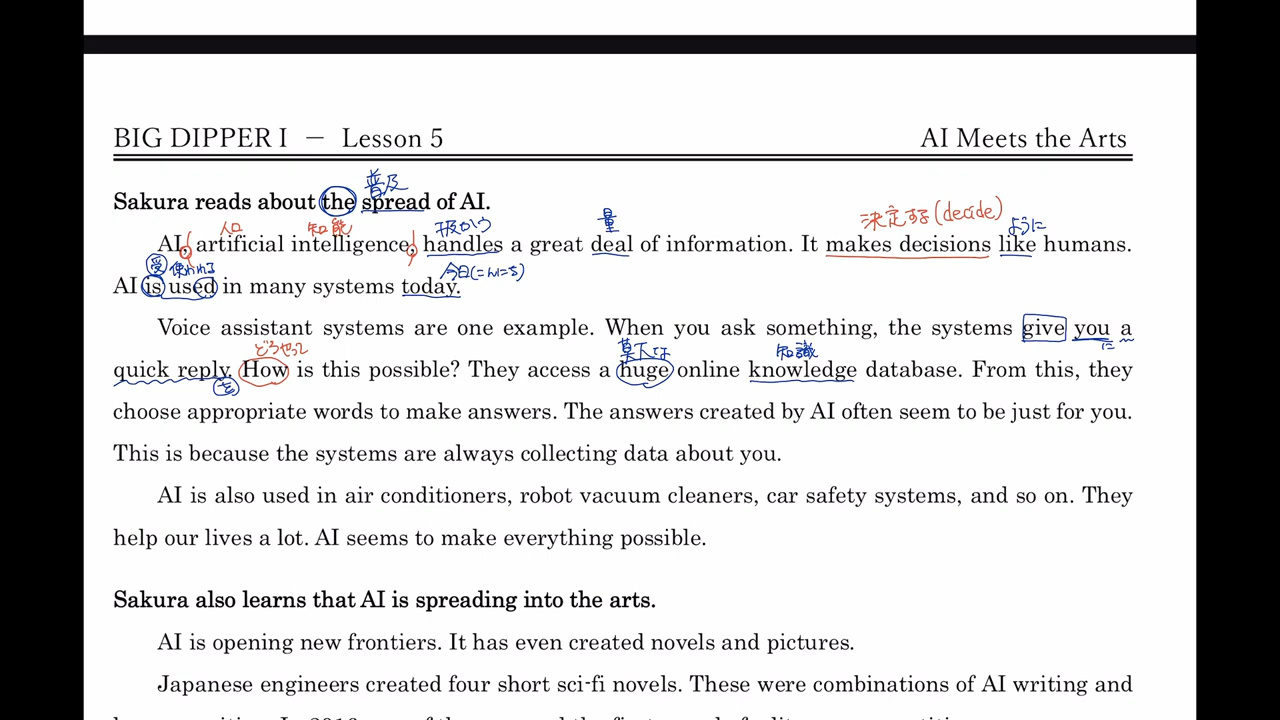 BIG DIPPER I － Lesson 5 AI Meets the Arts
普及
Sakura reads about the spread of AI.
人口 知能 扱かう 量 決定する(decide) ように
AI, artificial intelligence, handles a great deal of information. It makes decisions like humans.
受 使われる 今日(=こんにち)
AI is used in many systems today.
Voice assistant systems are one example. When you ask something, the systems give you a
どうやって 莫大な 知識 に
quick reply. How is this possible? They access a huge online knowledge database. From this, they
を
choose appropriate words to make answers. The answers created by AI often seem to be just for you.
This is because the systems are always collecting data about you.
AI is also used in air conditioners, robot vacuum cleaners, car safety systems, and so on. They
help our lives a lot. AI seems to make everything possible.
Sakura also learns that AI is spreading into the arts.
AI is opening new frontiers. It has even created novels and pictures.
Japanese engineers created four short sci-fi novels. These were combinations of AI writing and